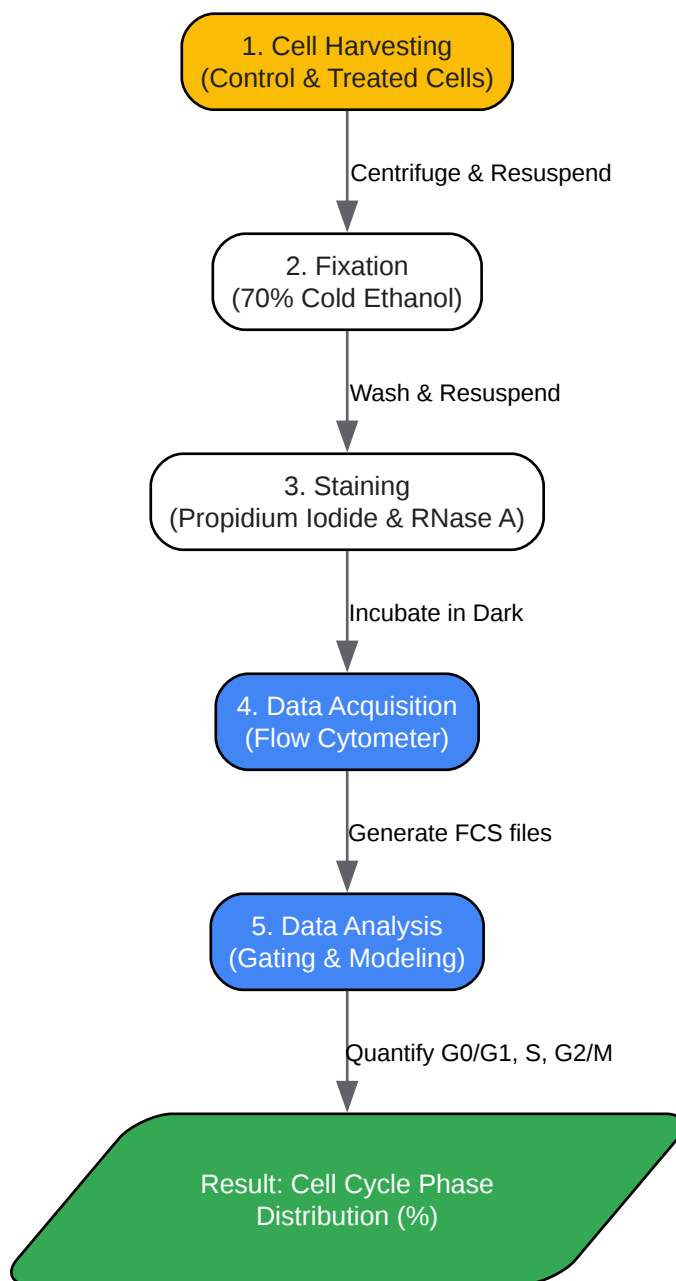 1. Cell Harvesting
(Control & Treated Cells)
Centrifuge & Resuspend
2. Fixation
(70% Cold Ethanol)
Wash & Resuspend
3. Staining
(Propidium Iodide & RNase A)
Incubate in Dark
4. Data Acquisition
(Flow Cytometer)
Generate FCS files
5. Data Analysis
(Gating & Modeling)
Quantify G0/G1, S, G2/M
Result: Cell Cycle Phase
Distribution (%)